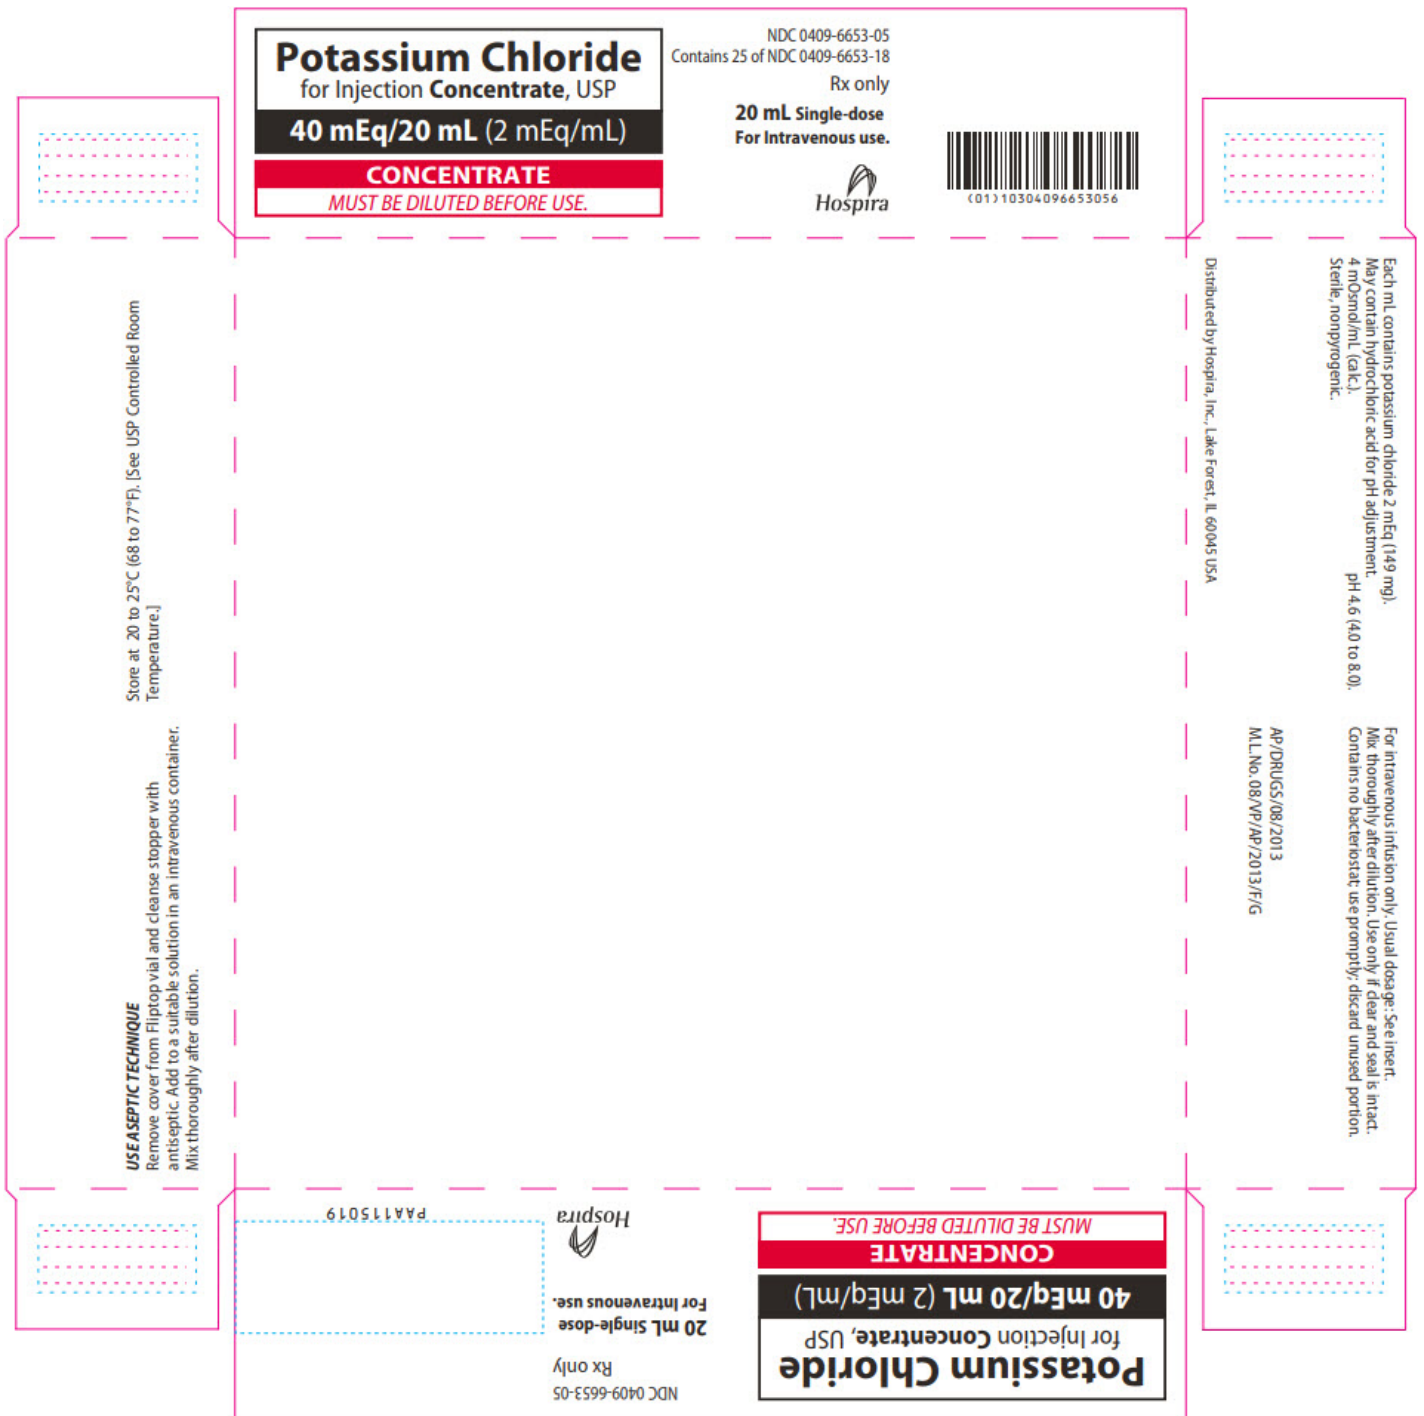 Potassium Chloride
for Injection Concentrate, USP
40 mEq/20 mL (2 mEq/mL)
CONCENTRATE
MUST BE DILUTED BEFORE USE.
NDC 0409-6653-05
Contains 25 of NDC 0409-6653-18
Rx only
20 mL Single-dose
For Intravenous use.
Hospira
(01)10304096653056
Store at 20 to 25°C (68 to 77°F). [See USP Controlled Room
Temperature.]
USE ASEPTIC TECHNIQUE
Remove cover from Fliptop vial and cleanse stopper with
antiseptic. Add to a suitable solution in an intravenous container.
Mix thoroughly after dilution.
Each mL contains potassium chloride 2 mEq (149 mg).
May contain hydrochloric acid for pH adjustment.
4 mOsmol/mL (calc.). pH 4.6 (4.0 to 8.0).
Sterile, nonpyrogenic.
Distributed by Hospira, Inc., Lake Forest, IL 60045 USA
For intravenous infusion only. Usual dosage: See insert.
Mix thoroughly after dilution. Use only if clear and seal is intact.
Contains no bacteriostat; use promptly; discard unused portion.
AP/DRUGS/08/2013
M.L.No. 08/VP/AP/2013/F/G
Potassium Chloride
for Injection Concentrate, USP
40 mEq/20 mL (2 mEq/mL)
CONCENTRATE
MUST BE DILUTED BEFORE USE.
NDC 0409-6653-05
Rx only
20 mL Single-dose
For Intravenous use.
Hospira
PAA115019